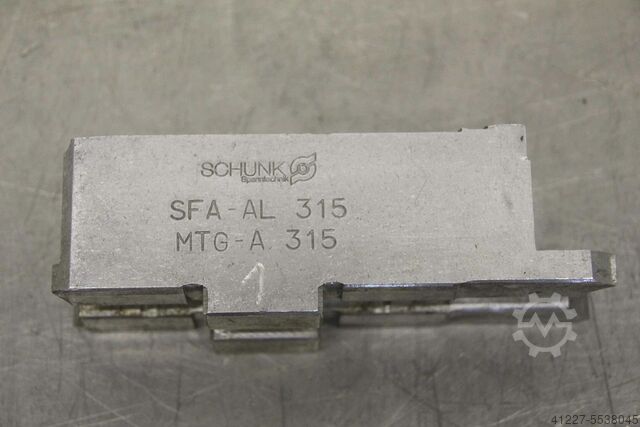 SCHUNK
Spanntechnik
SFA-AL 315
MTG-A 315
1
41227-5538045